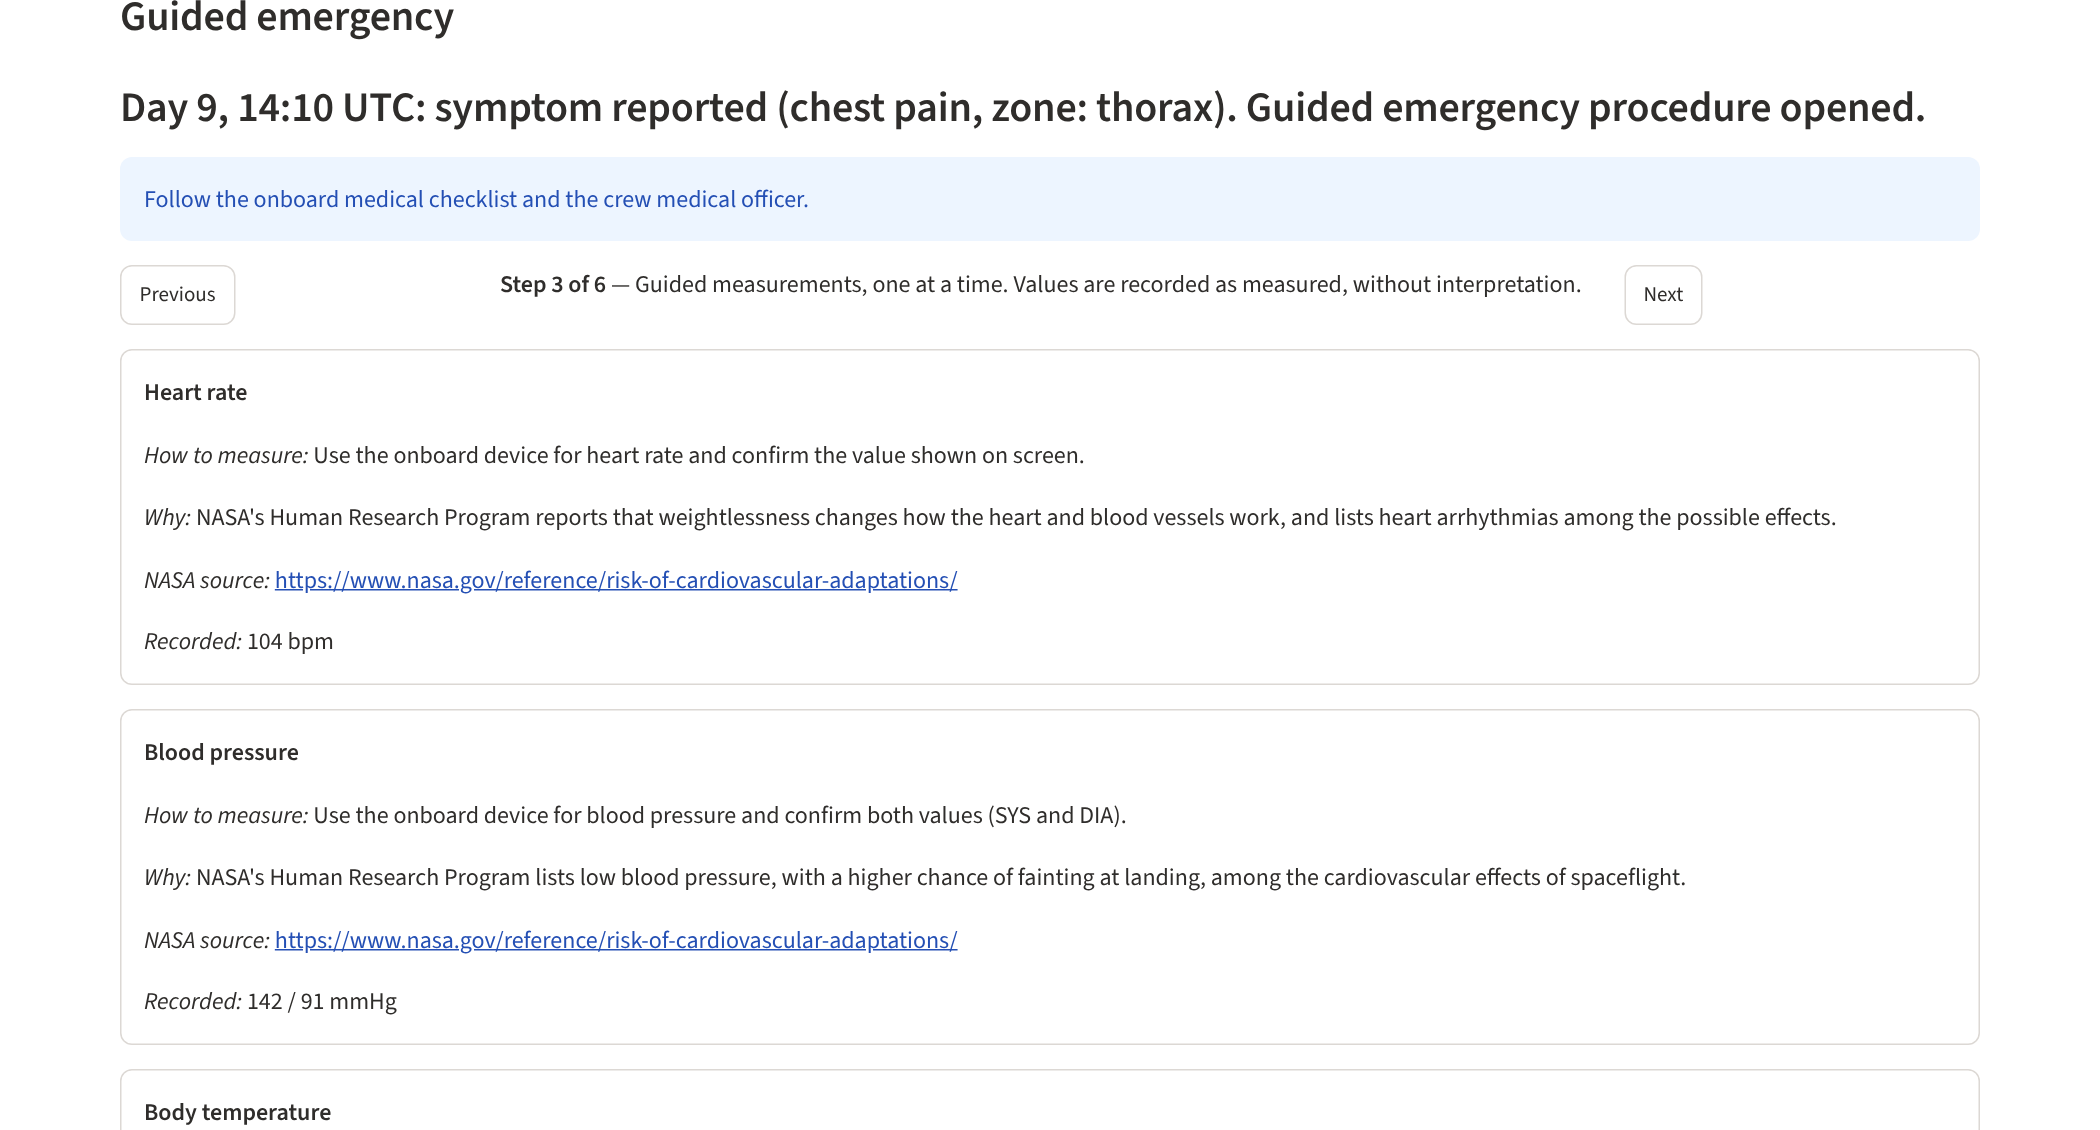 Guided emergency
Day 9, 14:10 UTC: symptom reported (chest pain, zone: thorax). Guided emergency procedure opened.
Follow the onboard medical checklist and the crew medical officer.
Previous
Step 3 of 6 — Guided measurements, one at a time. Values are recorded as measured, without interpretation.
Next
Heart rate
How to measure: Use the onboard device for heart rate and confirm the value shown on screen.
Why: NASA's Human Research Program reports that weightlessness changes how the heart and blood vessels work, and lists heart arrhythmias among the possible effects.
NASA source: https://www.nasa.gov/reference/risk-of-cardiovascular-adaptations/
Recorded: 104 bpm
Blood pressure
How to measure: Use the onboard device for blood pressure and confirm both values (SYS and DIA).
Why: NASA's Human Research Program lists low blood pressure, with a higher chance of fainting at landing, among the cardiovascular effects of spaceflight.
NASA source: https://www.nasa.gov/reference/risk-of-cardiovascular-adaptations/
Recorded: 142 / 91 mmHg
Body temperature